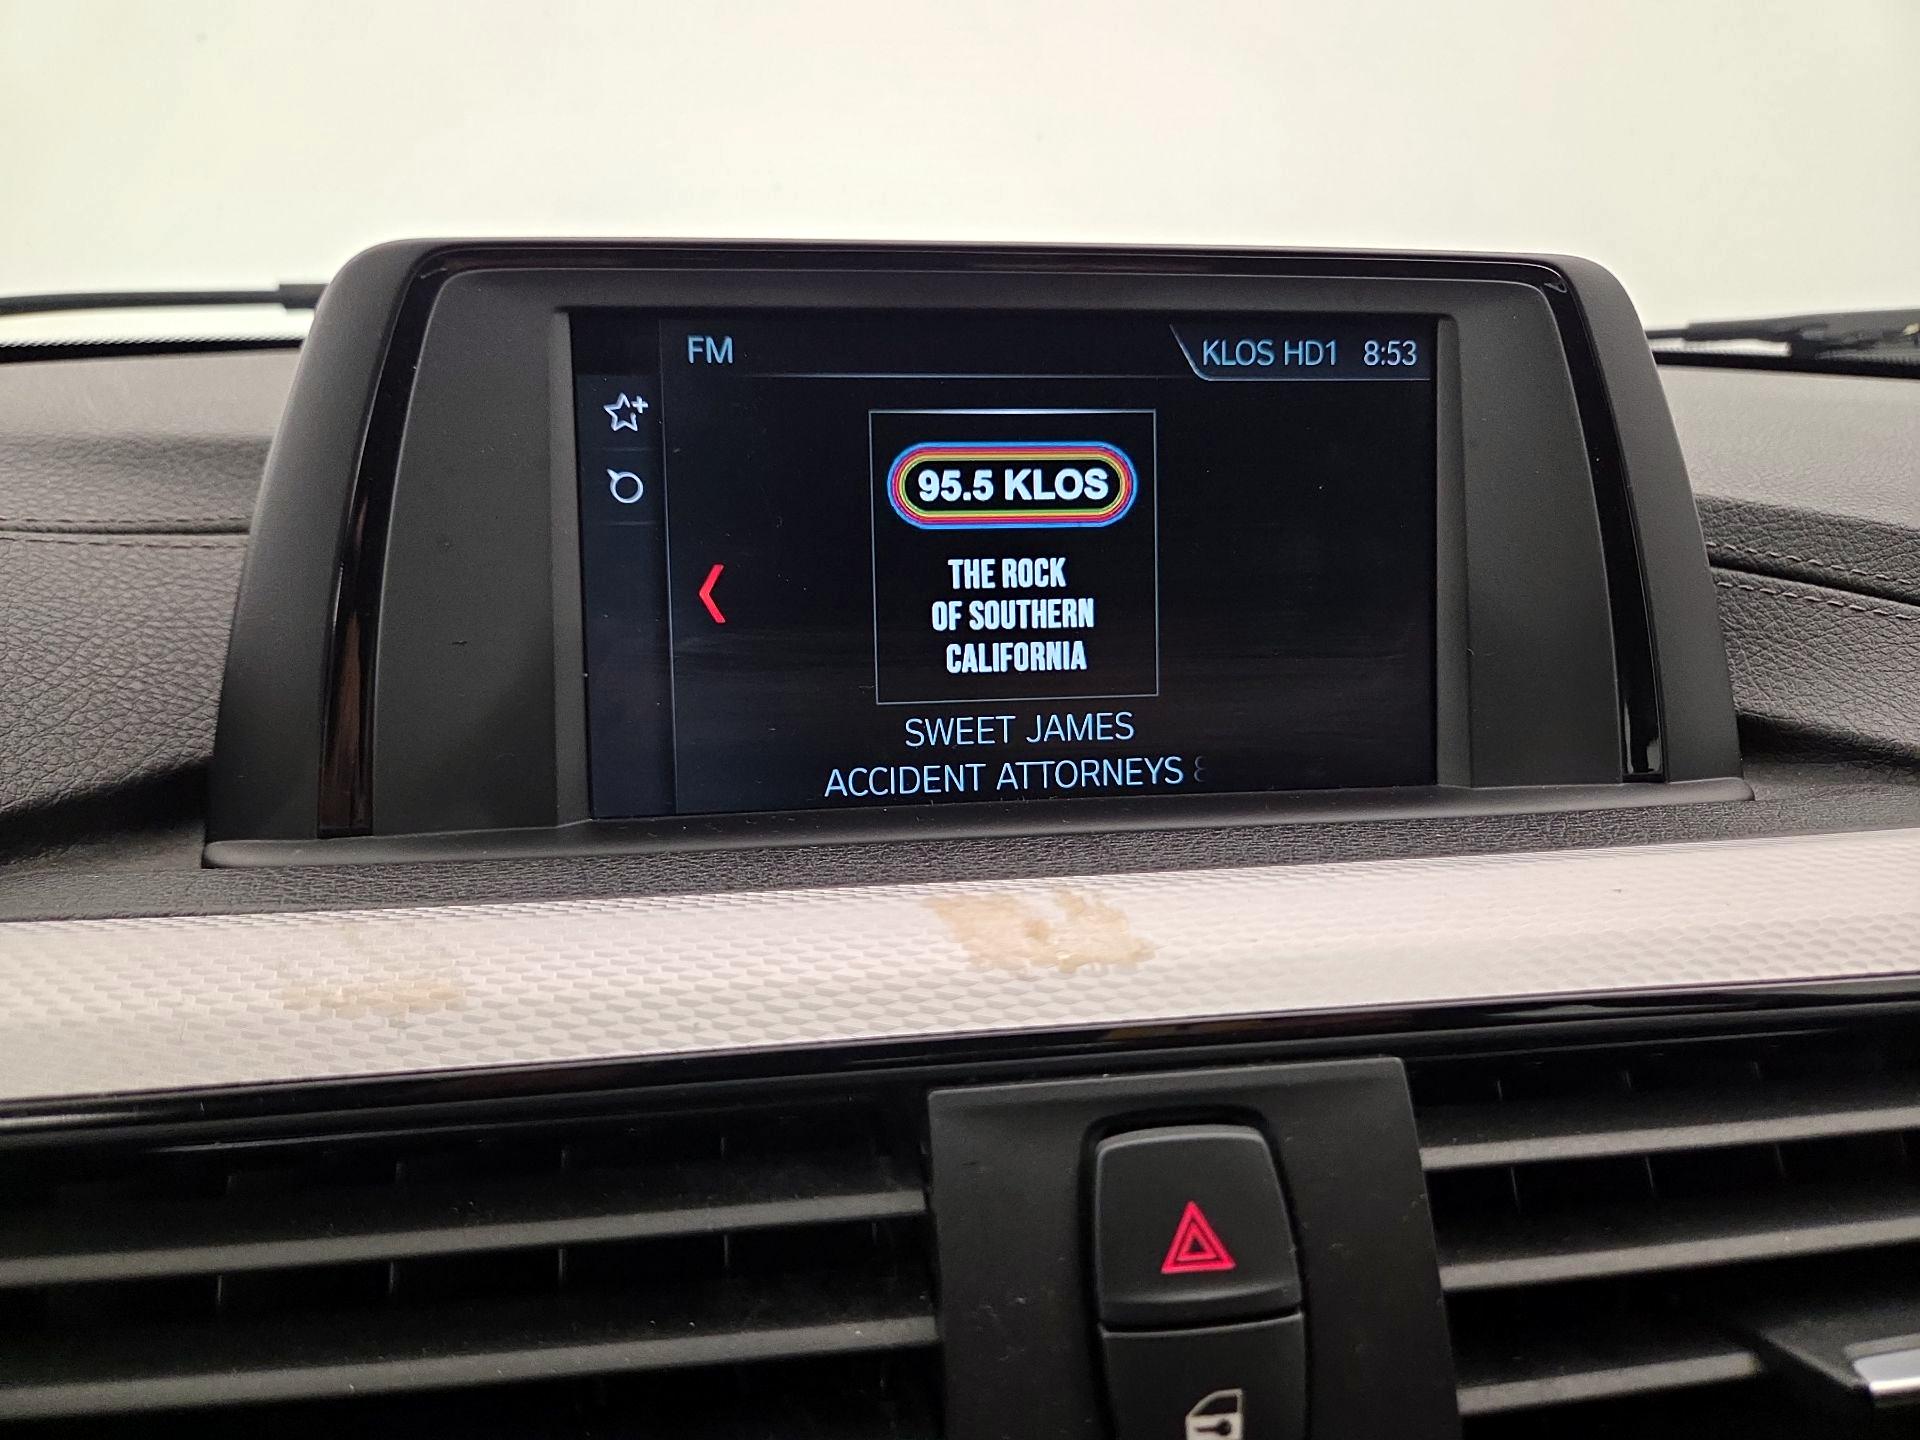 FM
KLOS HD1 8:53
95.5 KLOS
THE ROCK
OF SOUTHERN
CALIFORNIA
SWEET JAMES
ACCIDENT ATTORNEYS